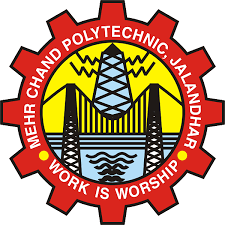 MEHR CHAND POLYTECHNIC, JALANDHAR
WORK IS WORSHIP